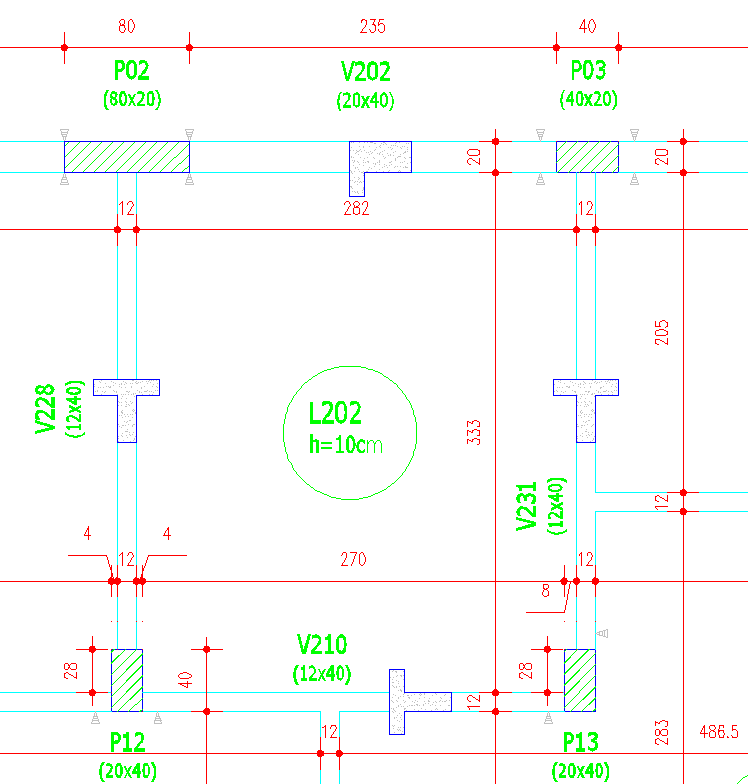 80 235 40
P02 V202 P03
(80x20) (20x40) (40x20)
20 20
12 282 12
205
V228
(12x40)
L202
h=10cm
333
V231
(12x40)
12
4 12 4 270 12
8
V210
(12x40)
28 40 28
12
12
283
486.5
P12 P13
(20x40) (20x40)